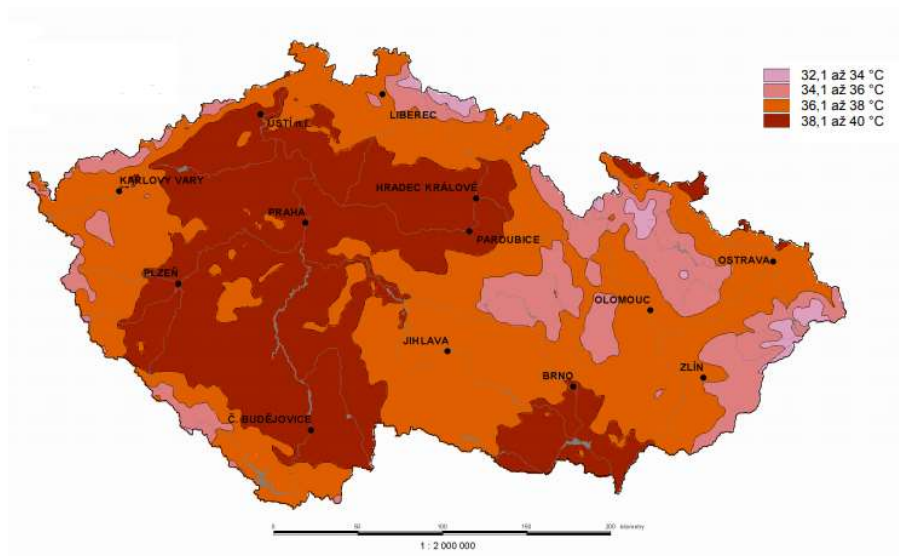 32,1 až 34 °C
34,1 až 36 °C
36,1 až 38 °C
38,1 až 40 °C
LIBEREC
ÚSTÍ n.L.
KARLOVY VARY
HRADEC KRÁLOVÉ
PRAHA
PARDUBICE
OSTRAVA
PLZEŇ
OLOMOUC
JIHLAVA
ZLÍN
BRNO
Č. BUDĚJOVICE
0 50 100 150 200 kilometry
1 : 2 000 000